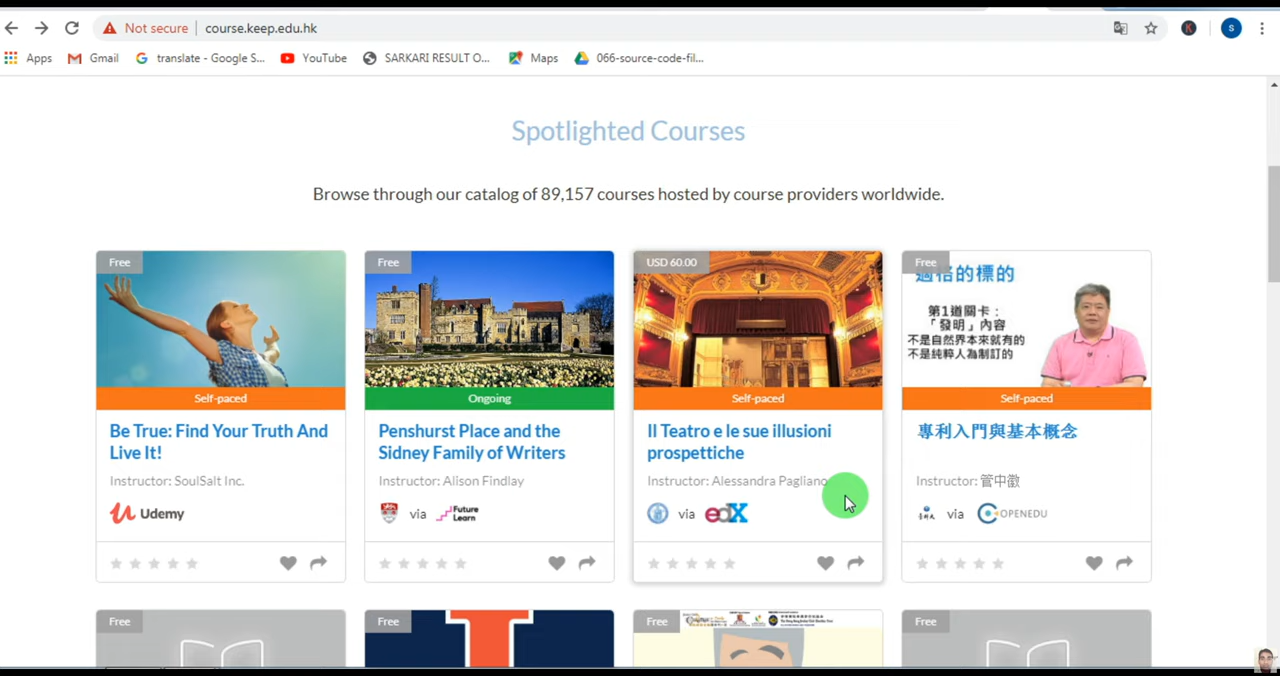 Not secure course.keep.edu.hk
Apps Gmail translate - Google S... YouTube SARKARI RESULT O... Maps 066-source-code-fil...
Spotlighted Courses
Browse through our catalog of 89,157 courses hosted by course providers worldwide.
Free
Self-paced
Be True: Find Your Truth And
Live It!
Instructor: SoulSalt Inc.
Udemy
Free
Ongoing
Penshurst Place and the
Sidney Family of Writers
Instructor: Alison Findlay
via Future
Learn
USD 60.00
Self-paced
Il Teatro e le sue illusioni
prospettiche
Instructor: Alessandra Pagliano
via edX
Free
適格的標的
第1道關卡：
「發明」內容
不是自然界本來就有的
不是純粹人為制訂的
Self-paced
專利入門與基本概念
Instructor: 管中徽
via OPENEDU
Free
Free
Free
Free